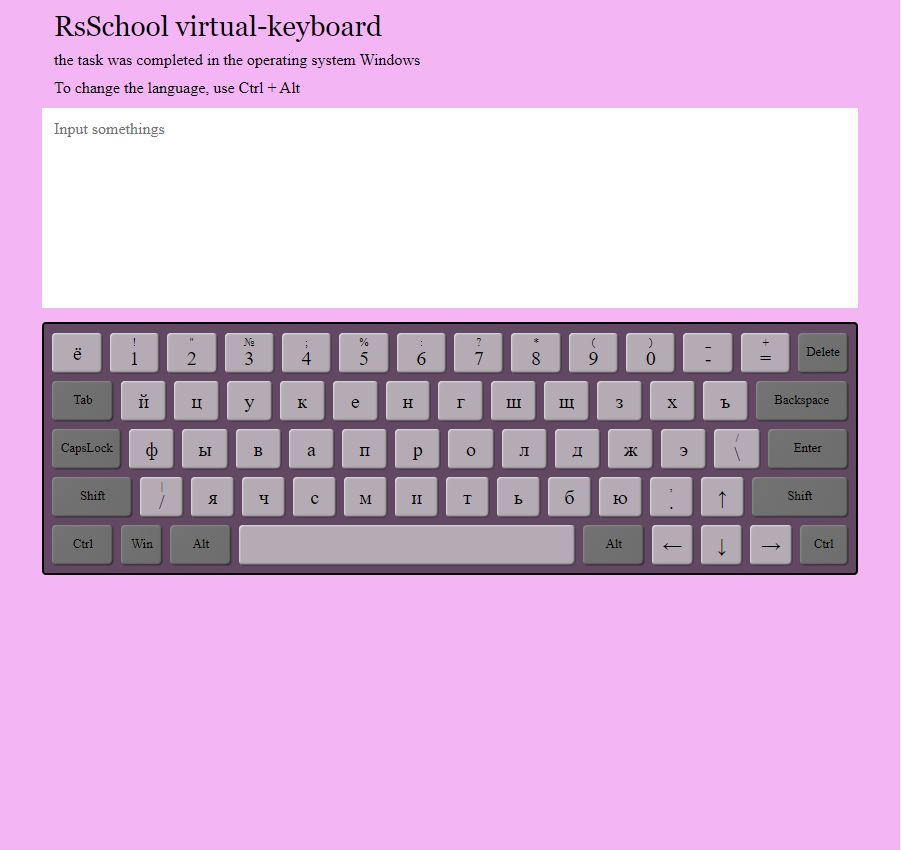 RsSchool virtual-keyboard
the task was completed in the operating system Windows
To change the language, use Ctrl + Alt
Input somethings
ё ! 1 " 2 № 3 ; 4 % 5 : 6 ? 7 * 8 ( 9 ) 0 _ - + = Delete
Tab й ц у к е н г ш щ з х ъ Backspace
CapsLock ф ы в а п р о л д ж э / \ Enter
Shift | / я ч с м и т ь б ю , . ↑ Shift
Ctrl Win Alt Alt ← ↓ → Ctrl